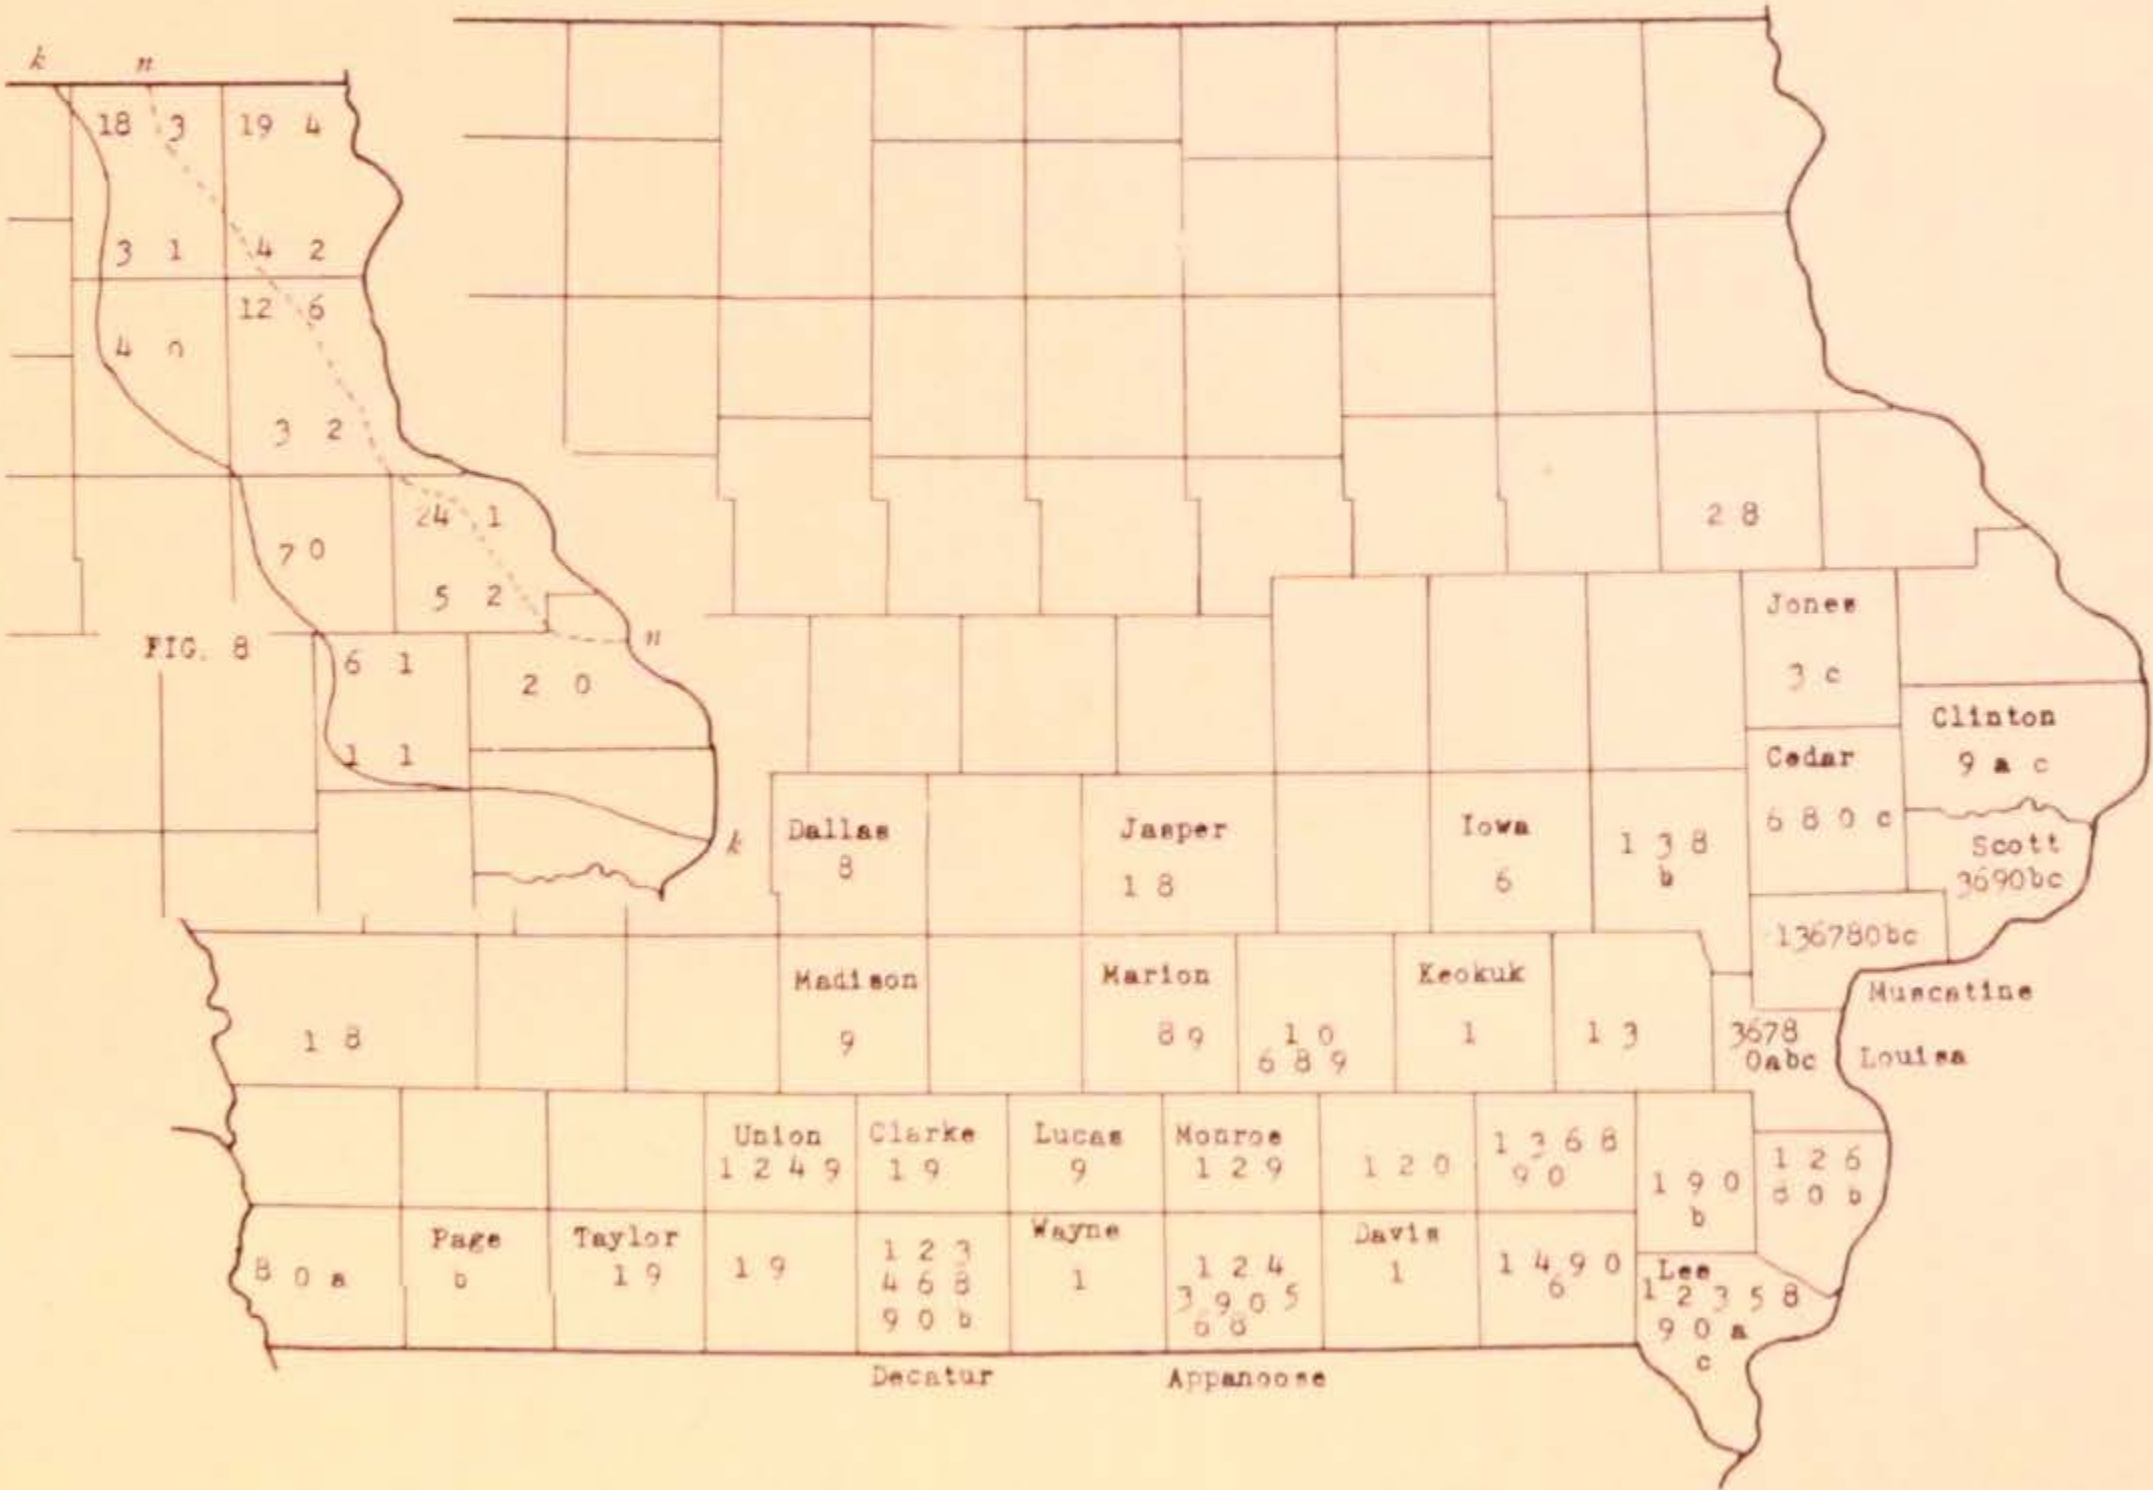 k n
18 3 19 4
3 1 4 2
12 6
4 0
3 2
24 1
7 0
5 2
n
FIG. 8
6 1
2 0
1 1
k
2 8
Jones
3 c
Clinton
9 a c
Cedar
6 8 0 c
Scott
3690bc
Dallas
8
Jasper
1 8
Iowa
6
1 3 8
b
136780bc
Muscatine
Madison
9
Marion
8 9
Keokuk
1
1 8
1 0
6 8 9
1 3
3678
0abc
Louisa
Union
1 2 4 9
Clarke
1 9
Lucas
9
Monroe
1 2 9
1 2 0
1 3 6 8
9 0
1 9 0
b
1 2 6
8 0 b
8 0 a
Page
b
Taylor
1 9
1 9
1 2 3
4 6 8
9 0 b
Wayne
1
1 2 4
3 9 0 5
6 8
Davis
1
1 4 9 0
6
Lee
1 2 3 5 8
9 0 a
c
Decatur
Appanoose